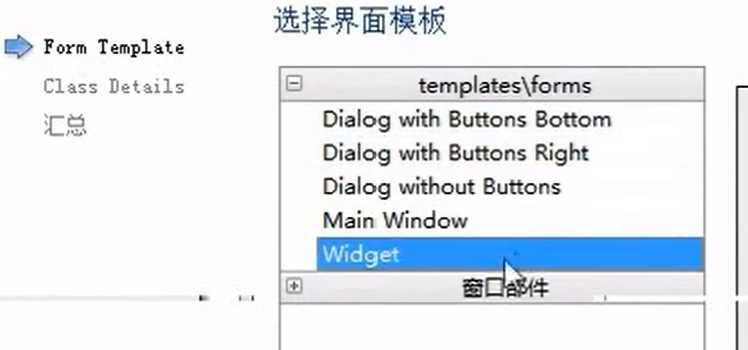 选择界面模板
Form Template
Class Details
汇总
templates\forms
Dialog with Buttons Bottom
Dialog with Buttons Right
Dialog without Buttons
Main Window
Widget
窗口部件